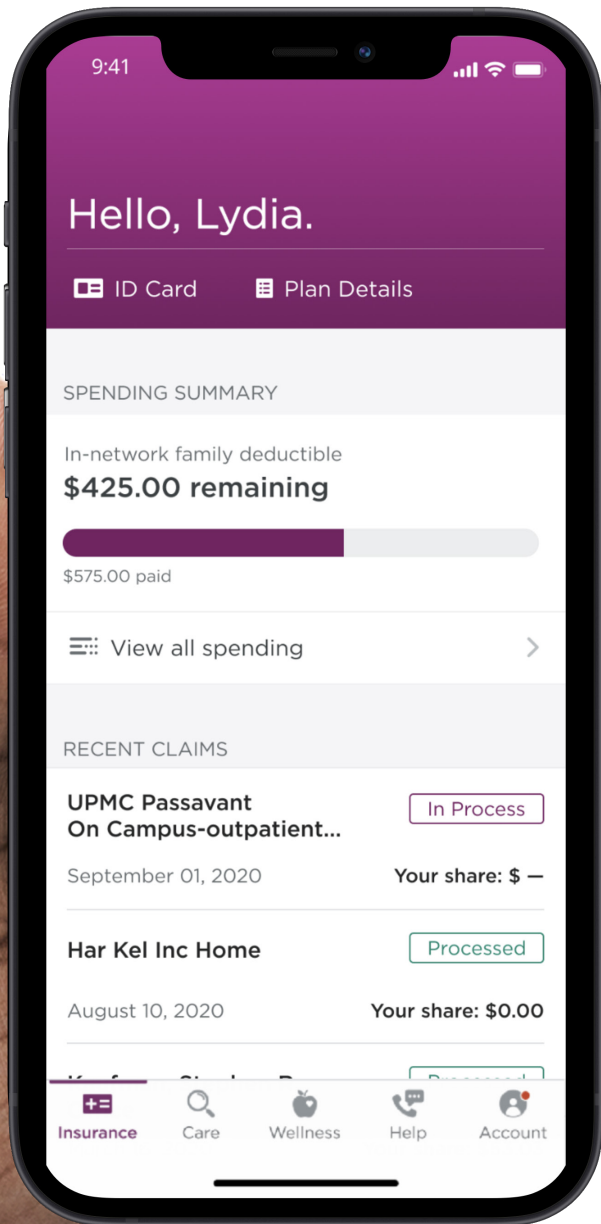 9:41
Hello, Lydia.
ID Card Plan Details
SPENDING SUMMARY
In-network family deductible
$425.00 remaining
$575.00 paid
View all spending
RECENT CLAIMS
UPMC Passavant
On Campus-outpatient...
In Process
September 01, 2020 Your share: $ —
Har Kel Inc Home Processed
August 10, 2020 Your share: $0.00
Processed
Insurance Care Wellness Help Account